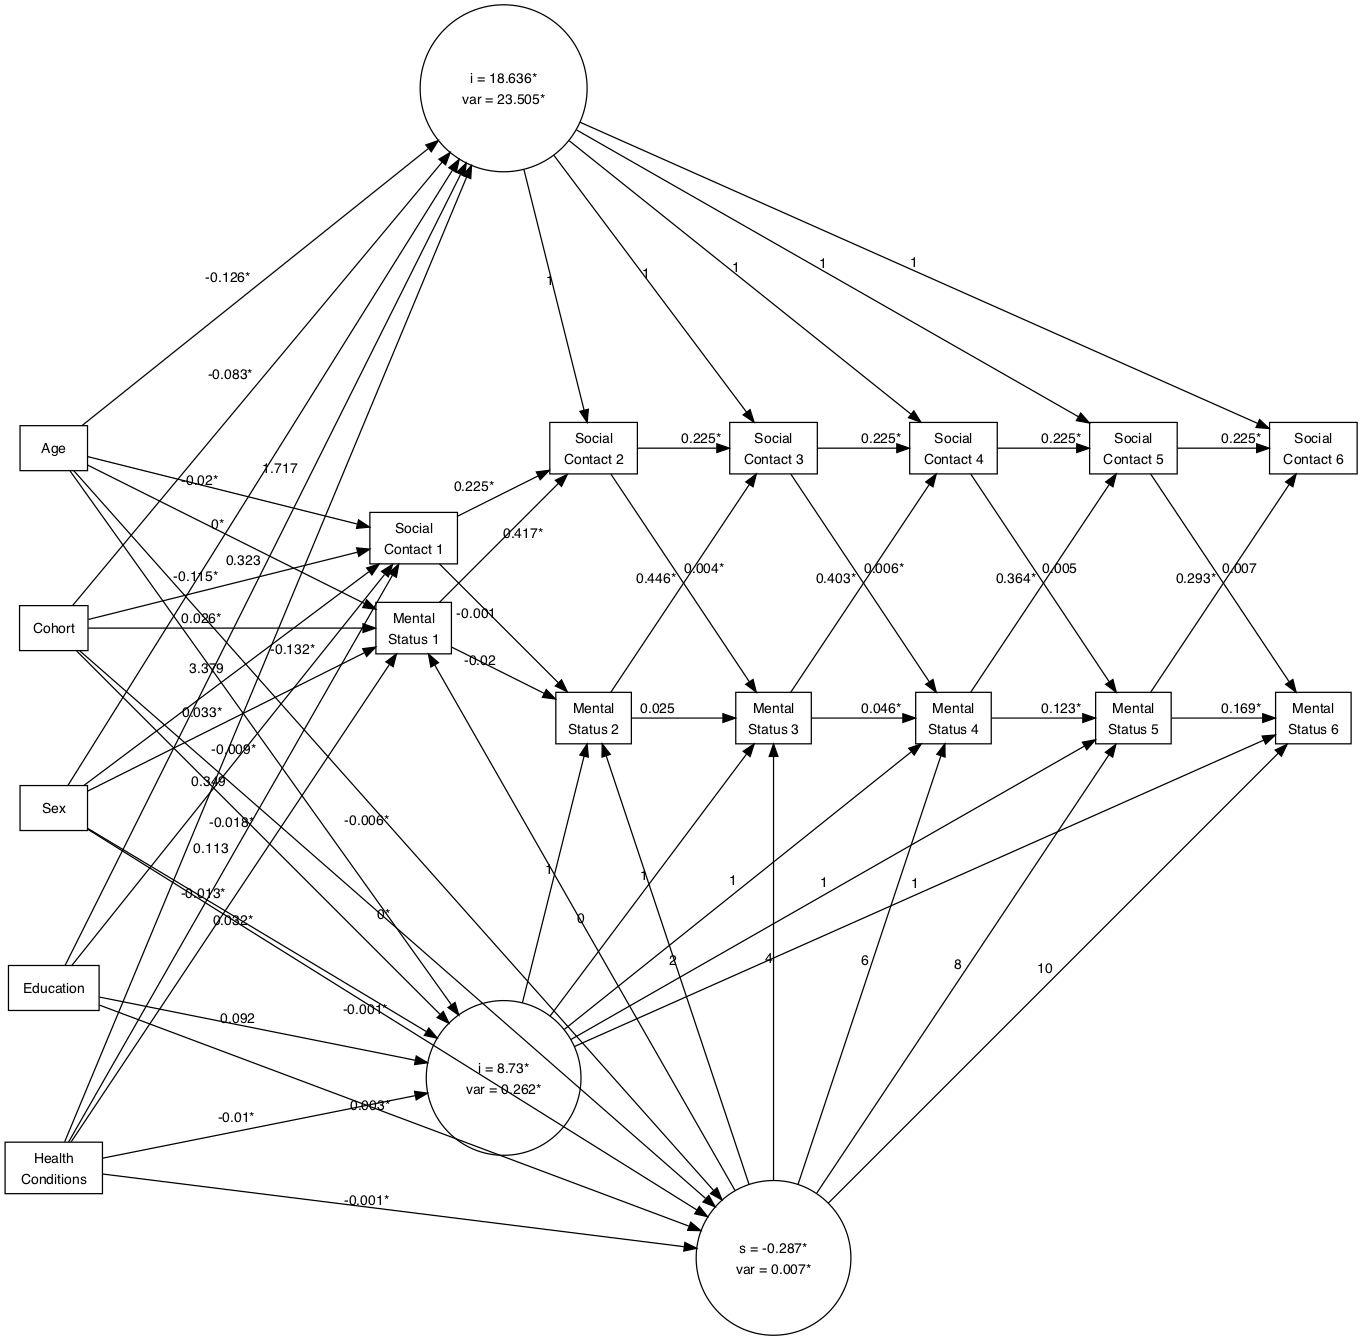 i = 18.636*
var = 23.505*
-0.126*
1
1
1
1
1
-0.083*
Age
Social
Contact 2
0.225*
Social
Contact 3
0.225*
Social
Contact 4
0.225*
Social
Contact 5
0.225*
Social
Contact 6
1.717
-0.02*
0.225*
0*
Social
Contact 1
0.417*
0.323
-0.115*
0.446*
0.004*
0.403*
0.006*
0.364*
0.005
0.293*
0.007
Cohort
0.026*
Mental
Status 1
-0.001
-0.132*
-0.02
3.379
0.033*
Mental
Status 2
0.025
Mental
Status 3
0.046*
Mental
Status 4
0.123*
Mental
Status 5
0.169*
Mental
Status 6
-0.009*
0.349
Sex
-0.018*
-0.006*
0.113
-0.013*
0.032*
0*
1
1
1
1
1
0
2
4
6
8
10
Education
0.092
-0.001*
i = 8.73*
var = 0.262*
0.003*
-0.01*
Health
Conditions
-0.001*
s = -0.287*
var = 0.007*